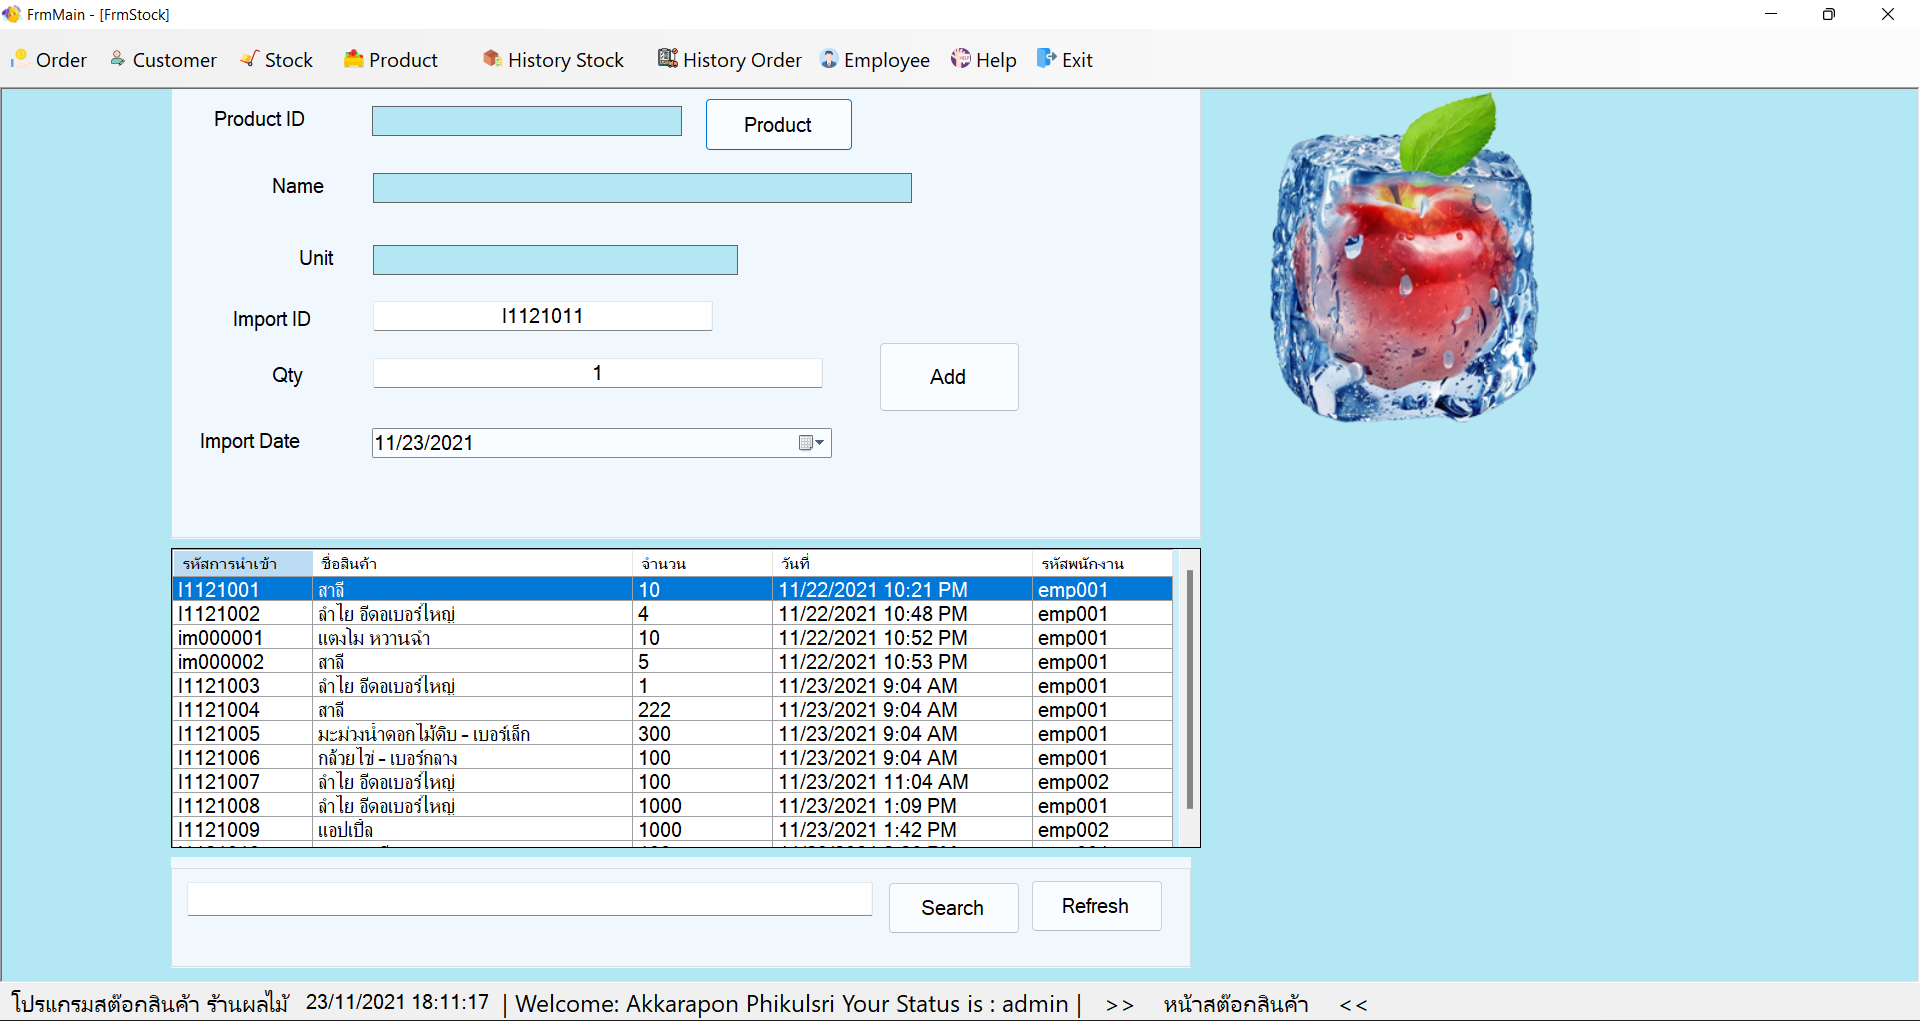 FrmMain - [FrmStock]
Order Customer Stock Product History Stock History Order Employee Help Exit
Product ID Product
Name
Unit
Import ID I1121011
Qty 1 Add
Import Date 11/23/2021
รหัสการนำเข้า ชื่อสินค้า จำนวน วันที่ รหัสพนักงาน
I1121001 สาลี่ 10 11/22/2021 10:21 PM emp001
I1121002 ลำไย อีดอเบอร์ใหญ่ 4 11/22/2021 10:48 PM emp001
im000001 แตงโม หวานฉ่ำ 10 11/22/2021 10:52 PM emp001
im000002 สาลี่ 5 11/22/2021 10:53 PM emp001
I1121003 ลำไย อีดอเบอร์ใหญ่ 1 11/23/2021 9:04 AM emp001
I1121004 สาลี่ 222 11/23/2021 9:04 AM emp001
I1121005 มะม่วงน้ำดอกไม้ดิบ - เบอร์เล็ก 300 11/23/2021 9:04 AM emp001
I1121006 กล้วยไข่ - เบอร์กลาง 100 11/23/2021 9:04 AM emp001
I1121007 ลำไย อีดอเบอร์ใหญ่ 100 11/23/2021 11:04 AM emp002
I1121008 ลำไย อีดอเบอร์ใหญ่ 1000 11/23/2021 1:09 PM emp001
I1121009 แอปเปิ้ล 1000 11/23/2021 1:42 PM emp002
Search Refresh
โปรแกรมสต๊อกสินค้า ร้านผลไม้ 23/11/2021 18:11:17 | Welcome: Akkarapon Phikulsri Your Status is : admin | >> หน้าสต๊อกสินค้า <<